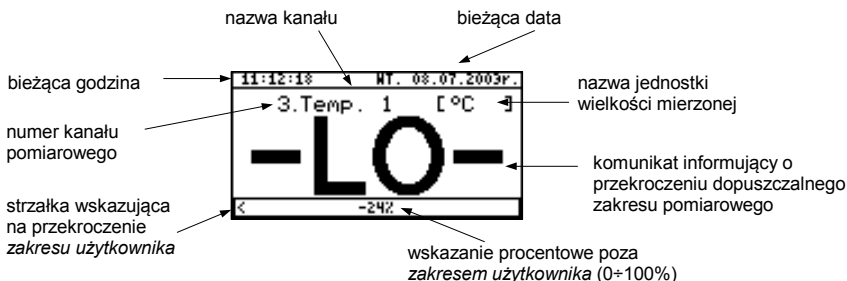 nazwa kanału
bieżąca data
bieżąca godzina
11:12:18 WT. 08.07.2003r.
nazwa jednostki
wielkości mierzonej
3.Temp. 1 [ °C ]
numer kanału
pomiarowego
-LO-
komunikat informujący o
przekroczeniu dopuszczalnego
zakresu pomiarowego
strzałka wskazująca
na przekroczenie
zakresu użytkownika
< -24%
wskazanie procentowe poza
zakresem użytkownika (0÷100%)